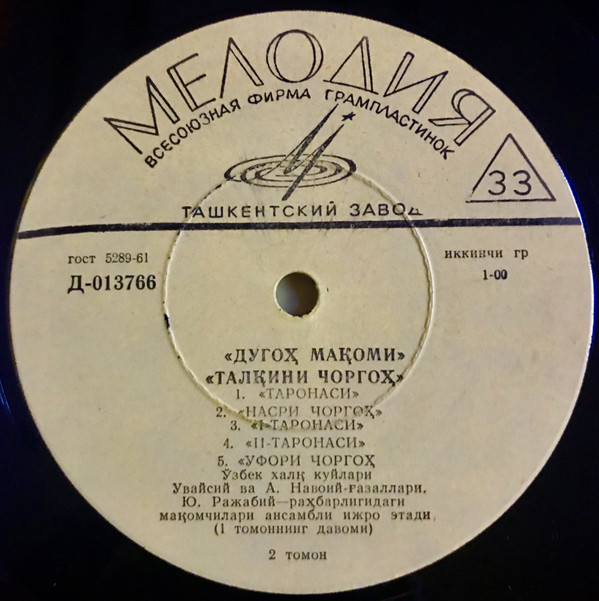 МЕЛОДИЯ
ВСЕСОЮЗНАЯ ФИРМА ГРАМПЛАСТИНОК
33
ТАШКЕНТСКИЙ ЗАВОД
гост 5289-61
Д-013766
иккинчи гр
1-00
«ДУГОҲ МАҚОМИ»
«ТАЛҚИНИ ЧОРГОҲ»
1. «ТАРОНАСИ»
2. «НАСРИ ЧОРГОҲ»
3. «I-ТАРОНАСИ»
4. «II-ТАРОНАСИ»
5. «УФОРИ ЧОРГОҲ
Ўзбек халқ куйлари
Увайсий ва А. Навоий-ғазаллари,
Ю. Ражабий—раҳбарлигидаги
мақомчилари ансамбли ижро этади
(1 томоннинг давоми)
2 томон